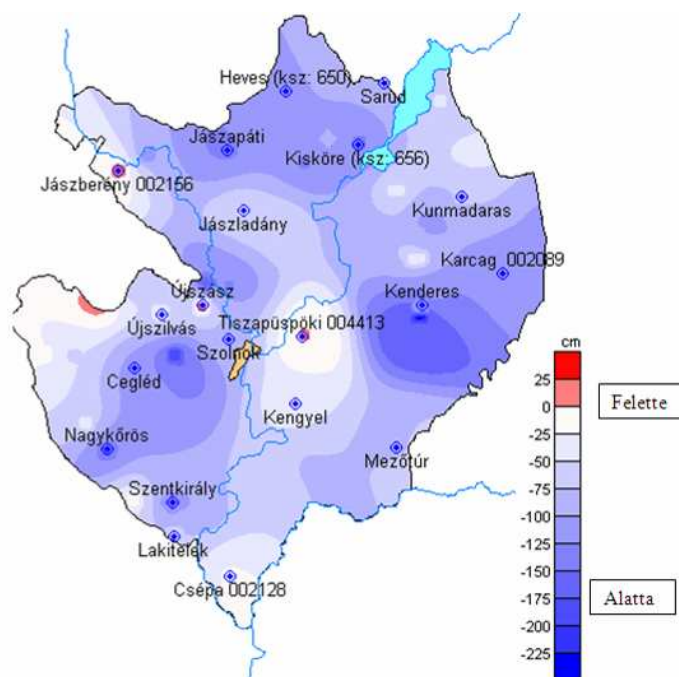 Heves (ksz: 650)
Sarud
Jászapáti
Kisköre (ksz: 656)
Jászberény 002156
Kunmadaras
Jászladány
Karcag 002089
Újszász
Kenderes
Újszilvás
Tiszapüspöki 004413
Szolnok
Cegléd
Kengyel
Nagykőrös
Mezőtúr
Szentkirály
Lakitelek
Csépa 002128
cm
25
0
-25
-50
-75
-100
-125
-150
-175
-200
-225
Felette
Alatta